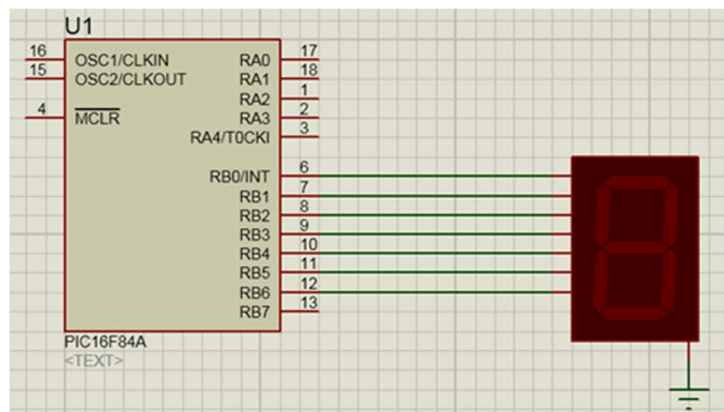 U1
16 OSC1/CLKIN RA0 17
15 OSC2/CLKOUT RA1 18
RA2 1
4 MCLR RA3 2
RA4/T0CKI 3
RB0/INT 6
RB1 7
RB2 8
RB3 9
RB4 10
RB5 11
RB6 12
RB7 13
PIC16F84A
<TEXT>